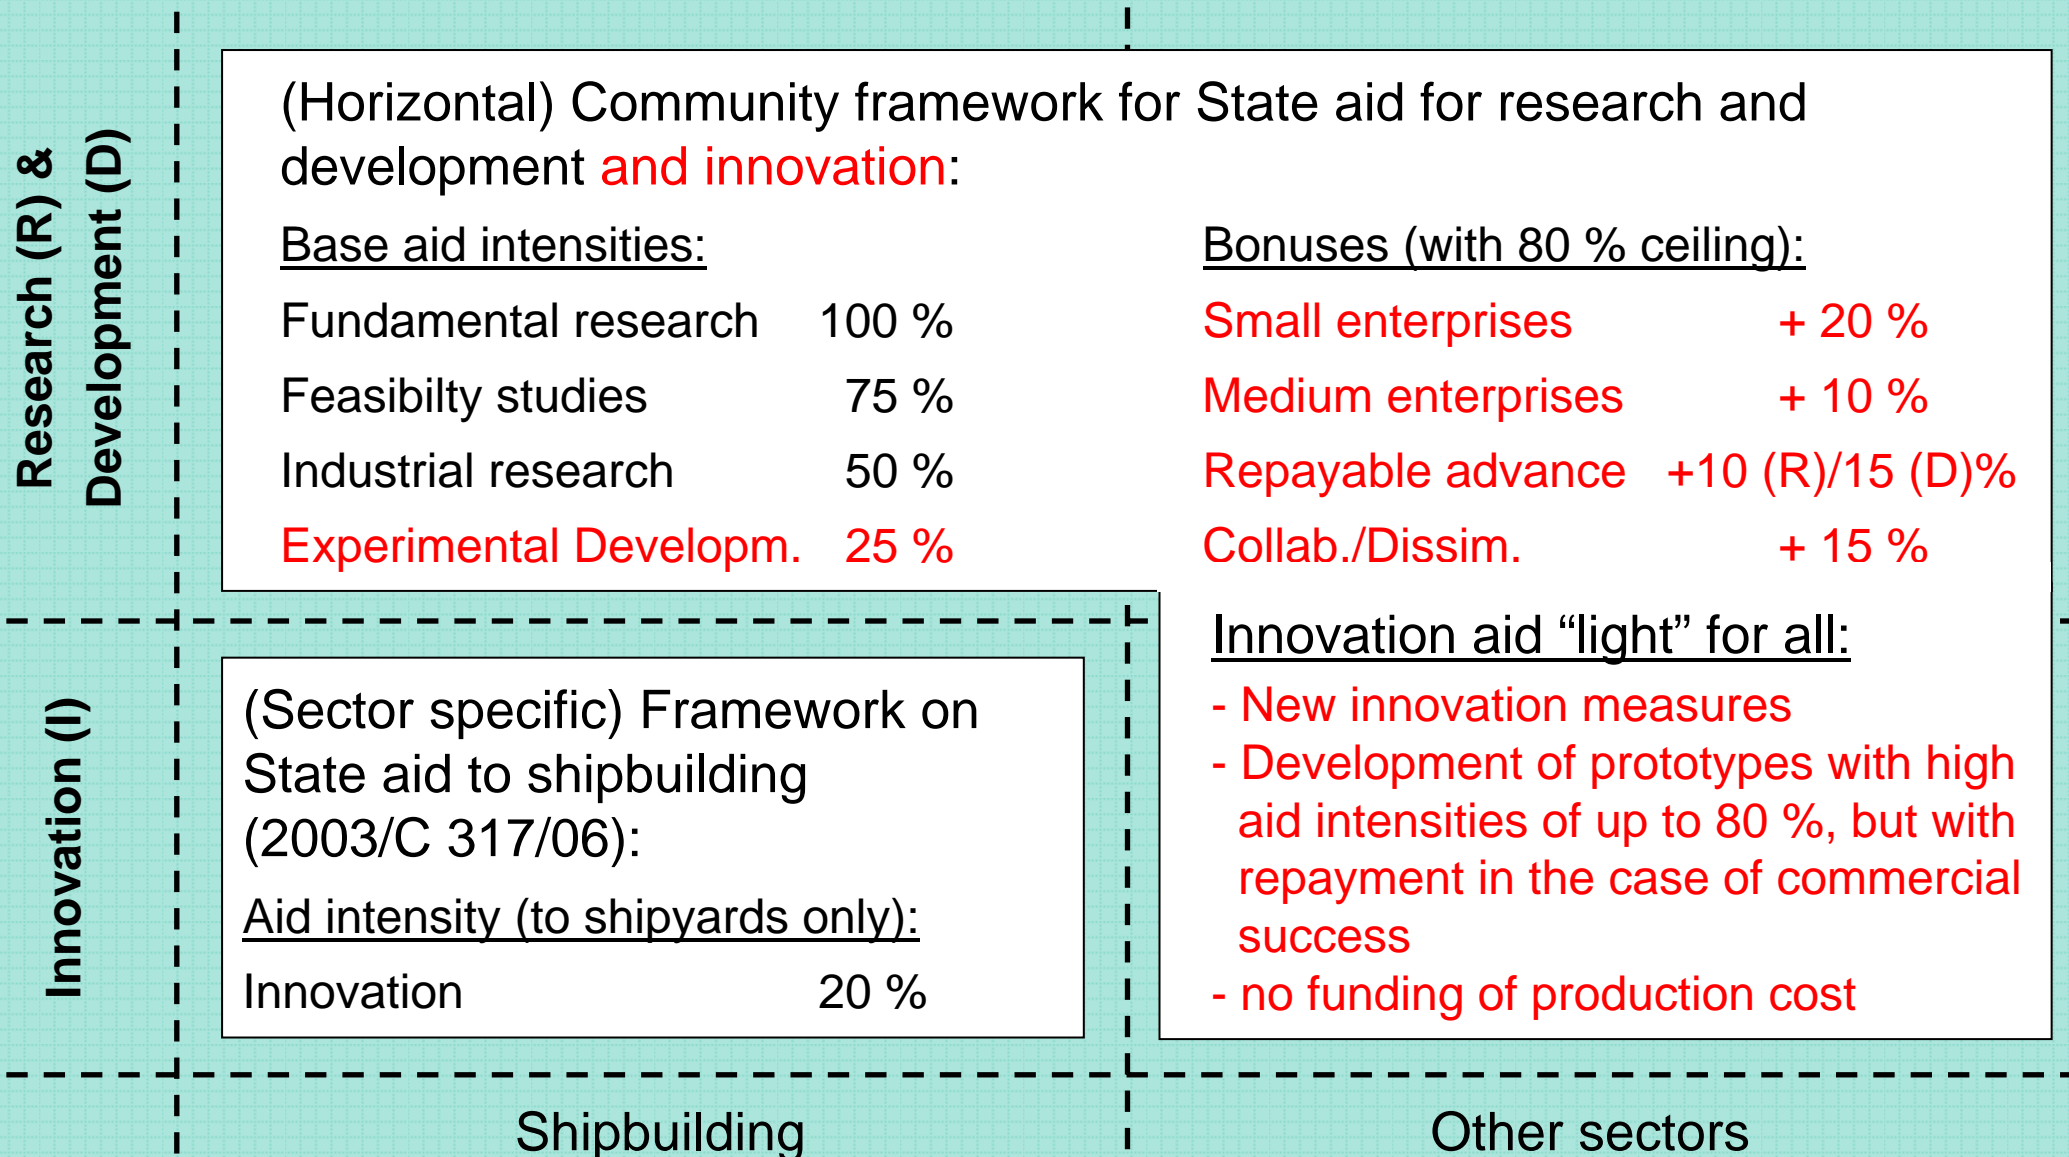 Research (R) &
Development (D)
(Horizontal) Community framework for State aid for research and
development and innovation:
Base aid intensities:
Fundamental research 100 %
Feasibilty studies 75 %
Industrial research 50 %
Experimental Developm. 25 %
Bonuses (with 80 % ceiling):
Small enterprises + 20 %
Medium enterprises + 10 %
Repayable advance +10 (R)/15 (D)%
Collab./Dissim. + 15 %
Innovation (I)
(Sector specific) Framework on
State aid to shipbuilding
(2003/C 317/06):
Aid intensity (to shipyards only):
Innovation 20 %
Innovation aid “light” for all:
- New innovation measures
- Development of prototypes with high
aid intensities of up to 80 %, but with
repayment in the case of commercial
success
- no funding of production cost
Shipbuilding
Other sectors